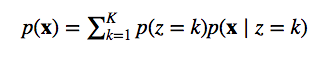 p(𝐱) = ∑_{k=1}^{K} p(z = k)p(𝐱 ∣ z = k)